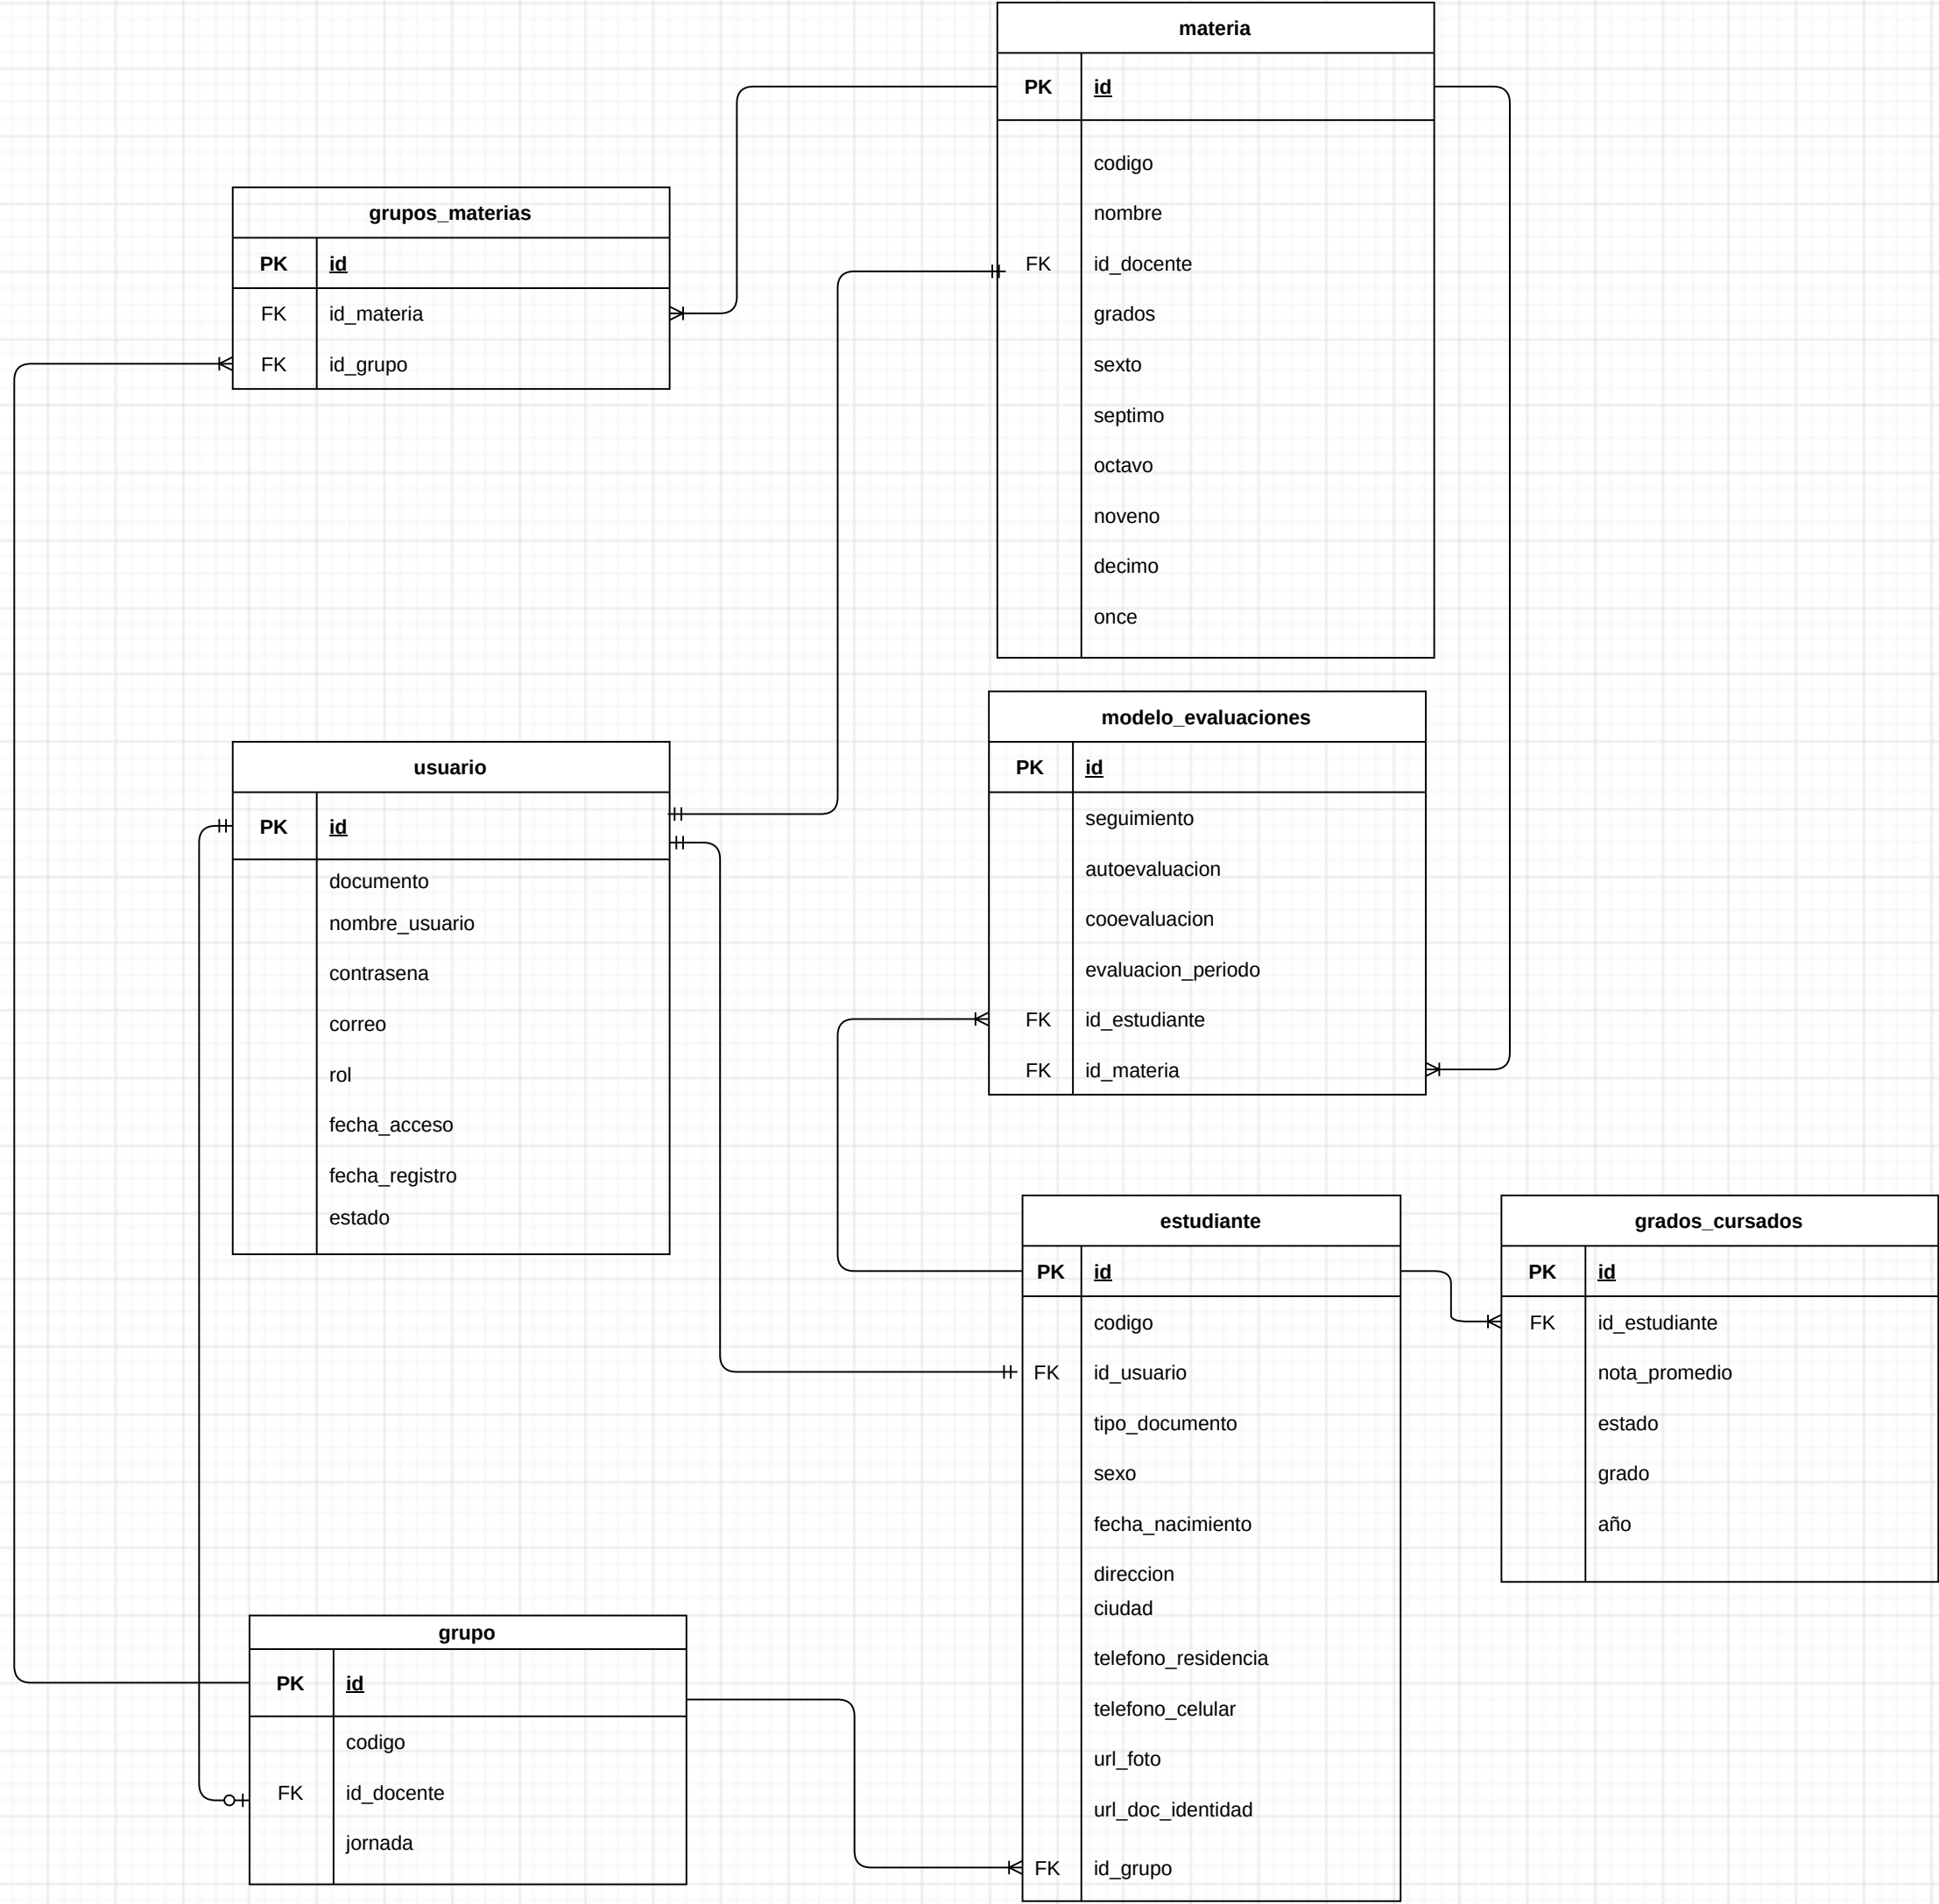 materia
PK id
codigo
nombre
FK id_docente
grados
sexto
septimo
octavo
noveno
decimo
once
grupos_materias
PK id
FK id_materia
FK id_grupo
modelo_evaluaciones
PK id
seguimiento
autoevaluacion
cooevaluacion
evaluacion_periodo
FK id_estudiante
FK id_materia
usuario
PK id
documento
nombre_usuario
contrasena
correo
rol
fecha_acceso
fecha_registro
estado
estudiante
PK id
codigo
FK id_usuario
tipo_documento
sexo
fecha_nacimiento
direccion
ciudad
telefono_residencia
telefono_celular
url_foto
url_doc_identidad
FK id_grupo
grados_cursados
PK id
FK id_estudiante
nota_promedio
estado
grado
año
grupo
PK id
codigo
FK id_docente
jornada